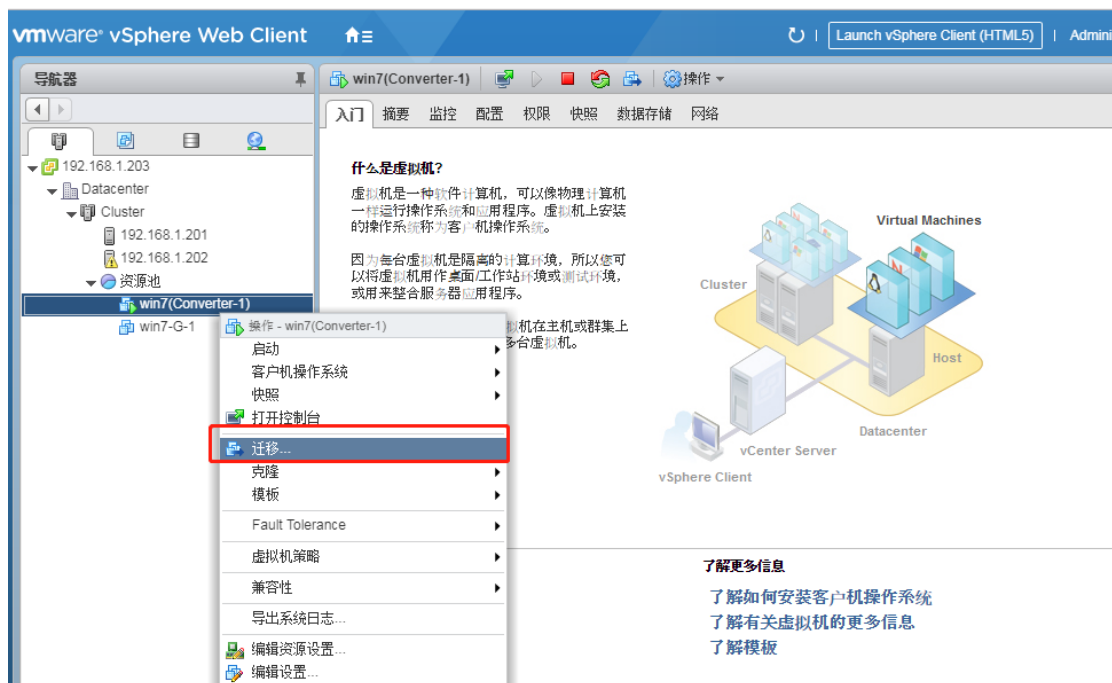 vmware® vSphere Web Client
Launch vSphere Client (HTML5)
Admini
导航器
win7(Converter-1)
操作
入门
摘要
监控
配置
权限
快照
数据存储
网络
192.168.1.203
Datacenter
Cluster
192.168.1.201
192.168.1.202
资源池
win7(Converter-1)
win7-G-1
什么是虚拟机?
虚拟机是一种软件计算机，可以像物理计算机
一样运行操作系统和应用程序。虚拟机上安装
的操作系统称为客户机操作系统。
因为每台虚拟机是隔离的计算环境，所以您可
以将虚拟机用作桌面/工作站环境或测试环境，
或用来整合服务器应用程序。
拟机在主机或群集上
多台虚拟机。
操作 - win7(Converter-1)
启动
客户机操作系统
快照
打开控制台
迁移...
克隆
模板
Fault Tolerance
虚拟机策略
兼容性
导出系统日志...
编辑资源设置...
编辑设置...
Virtual Machines
Cluster
Host
Datacenter
vCenter Server
vSphere Client
了解更多信息
了解如何安装客户机操作系统
了解有关虚拟机的更多信息
了解模板